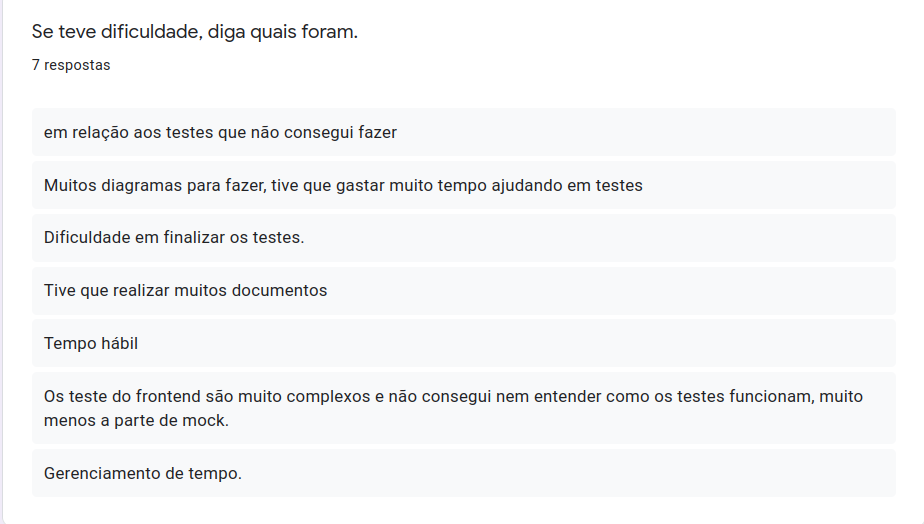 Se teve dificuldade, diga quais foram.
7 respostas
em relação aos testes que não consegui fazer
Muitos diagramas para fazer, tive que gastar muito tempo ajudando em testes
Dificuldade em finalizar os testes.
Tive que realizar muitos documentos
Tempo hábil
Os teste do frontend são muito complexos e não consegui nem entender como os testes funcionam, muito
menos a parte de mock.
Gerenciamento de tempo.